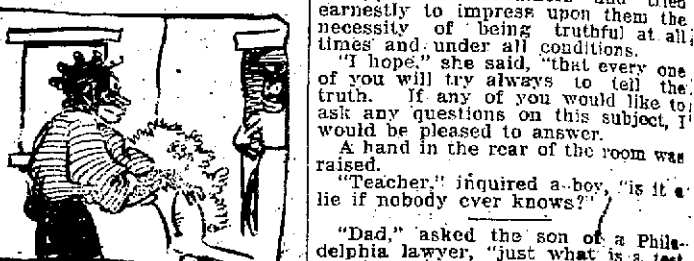 tried
earnestly to impress upon them the
necessity of being truthful at all
times and under all conditions.
"I hope," she said, "that every one
of you will try always to tell the
truth. If any of you would like to
ask any questions on this subject, I
would be pleased to answer.
A hand in the rear of the room was
raised.
"Teacher," inquired a boy, "is it a
lie if nobody ever knows?"
"Dad," asked the son of a Phila-
delphia lawyer, "just what is a